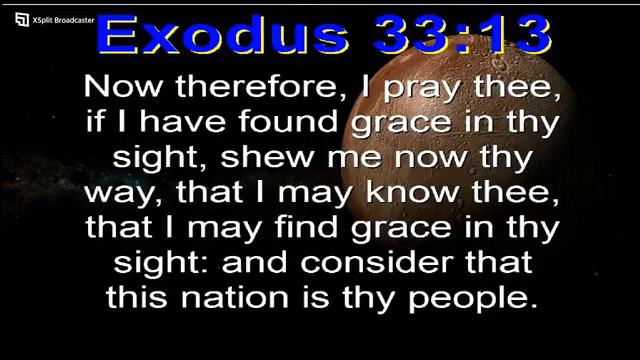 XSplit Broadcaster
Exodus 33:13
Now therefore, I pray thee,
if I have found grace in thy
sight, shew me now thy
way, that I may know thee,
that I may find grace in thy
sight: and consider that
this nation is thy people.